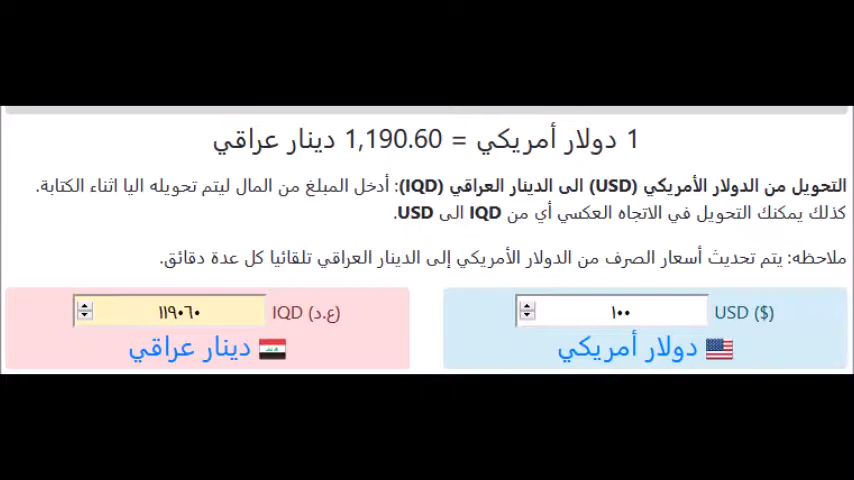 1 دولار أمريكي = 1,190.60 دينار عراقي
التحويل من الدولار الأمريكي (USD) الى الدينار العراقي (IQD): أدخل المبلغ من المال ليتم تحويله اليا اثناء الكتابة.
كذلك يمكنك التحويل في الاتجاه العكسي أي من IQD الى USD.
ملاحظه: يتم تحديث أسعار الصرف من الدولار الأمريكي إلى الدينار العراقي تلقائيا كل عدة دقائق.
USD ($) ١٠٠
دولار أمريكي
IQD (ع.د) ١١٩٠٦٠
دينار عراقي